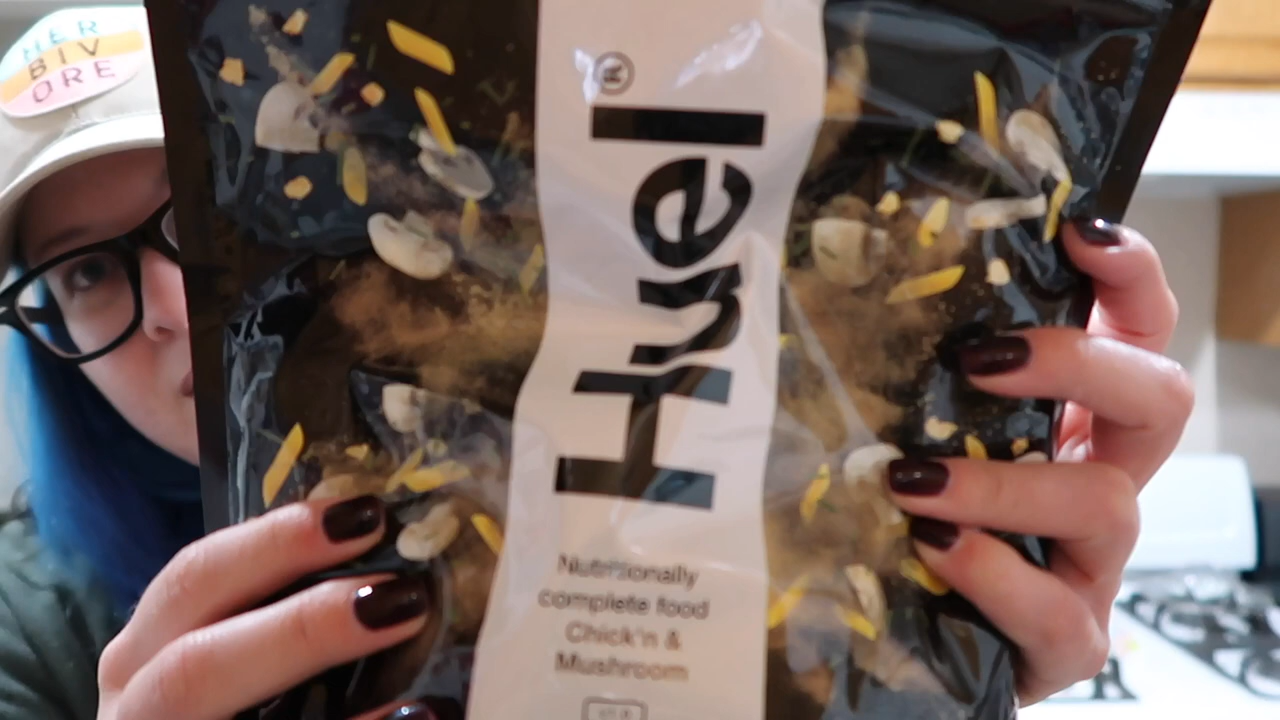 HER
BIV
ORE
Huel®
Nutritionally
complete food
Chick'n &
Mushroom